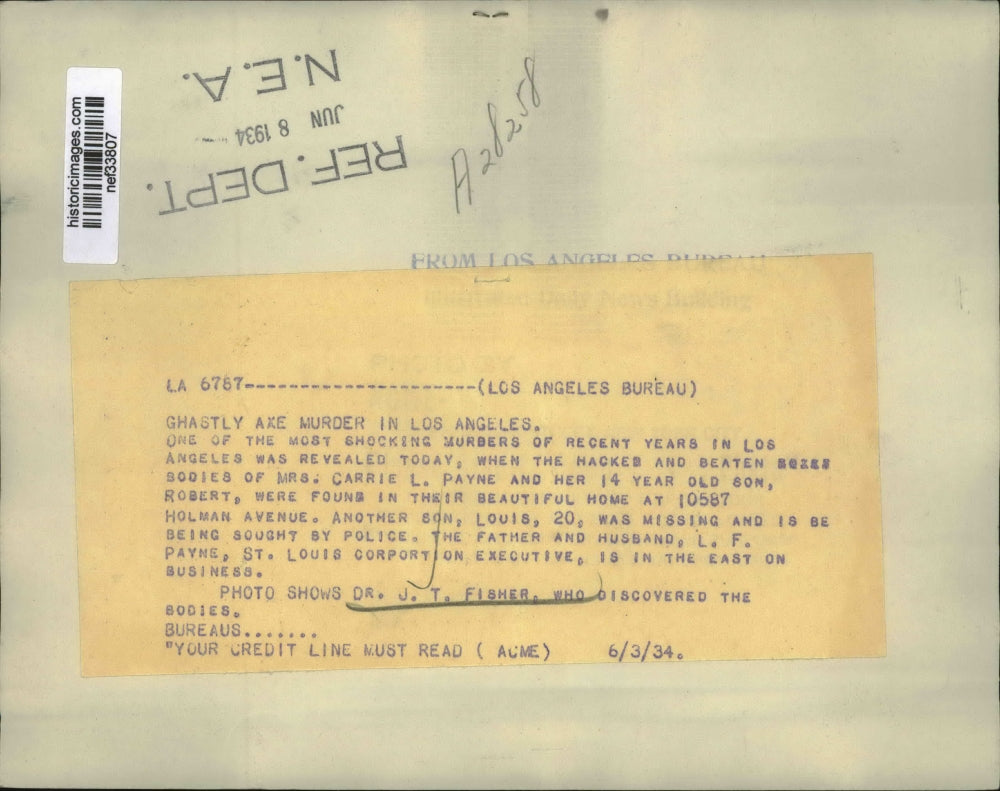 historicimages.com
nef33807
N.E.A.
JUN 8 1934
REF. DEPT.
A28258
FROM LOS ANGELES BUREAU
Illustrated Daily News Building
LA 6787-----------------------(LOS ANGELES BUREAU)
GHASTLY AXE MURDER IN LOS ANGELES.
ONE OF THE MOST SHOCKING MURDERS OF RECENT YEARS IN LOS
ANGELES WAS REVEALED TODAY, WHEN THE HACKED AND BEATEN
BODIES OF MRS. CARRIE L. PAYNE AND HER 14 YEAR OLD SON,
ROBERT, WERE FOUND IN THEIR BEAUTIFUL HOME AT 10587
HOLMAN AVENUE. ANOTHER SON, LOUIS, 20, WAS MISSING AND IS BE
BEING SOUGHT BY POLICE. THE FATHER AND HUSBAND, L. F.
PAYNE, ST. LOUIS CORPORTION EXECUTIVE, IS IN THE EAST ON
BUSINESS.
PHOTO SHOWS DR. J. T. FISHER, WHO DISCOVERED THE
BODIES.
BUREAUS.......
"YOUR CREDIT LINE MUST READ ( ACME) 6/3/34.